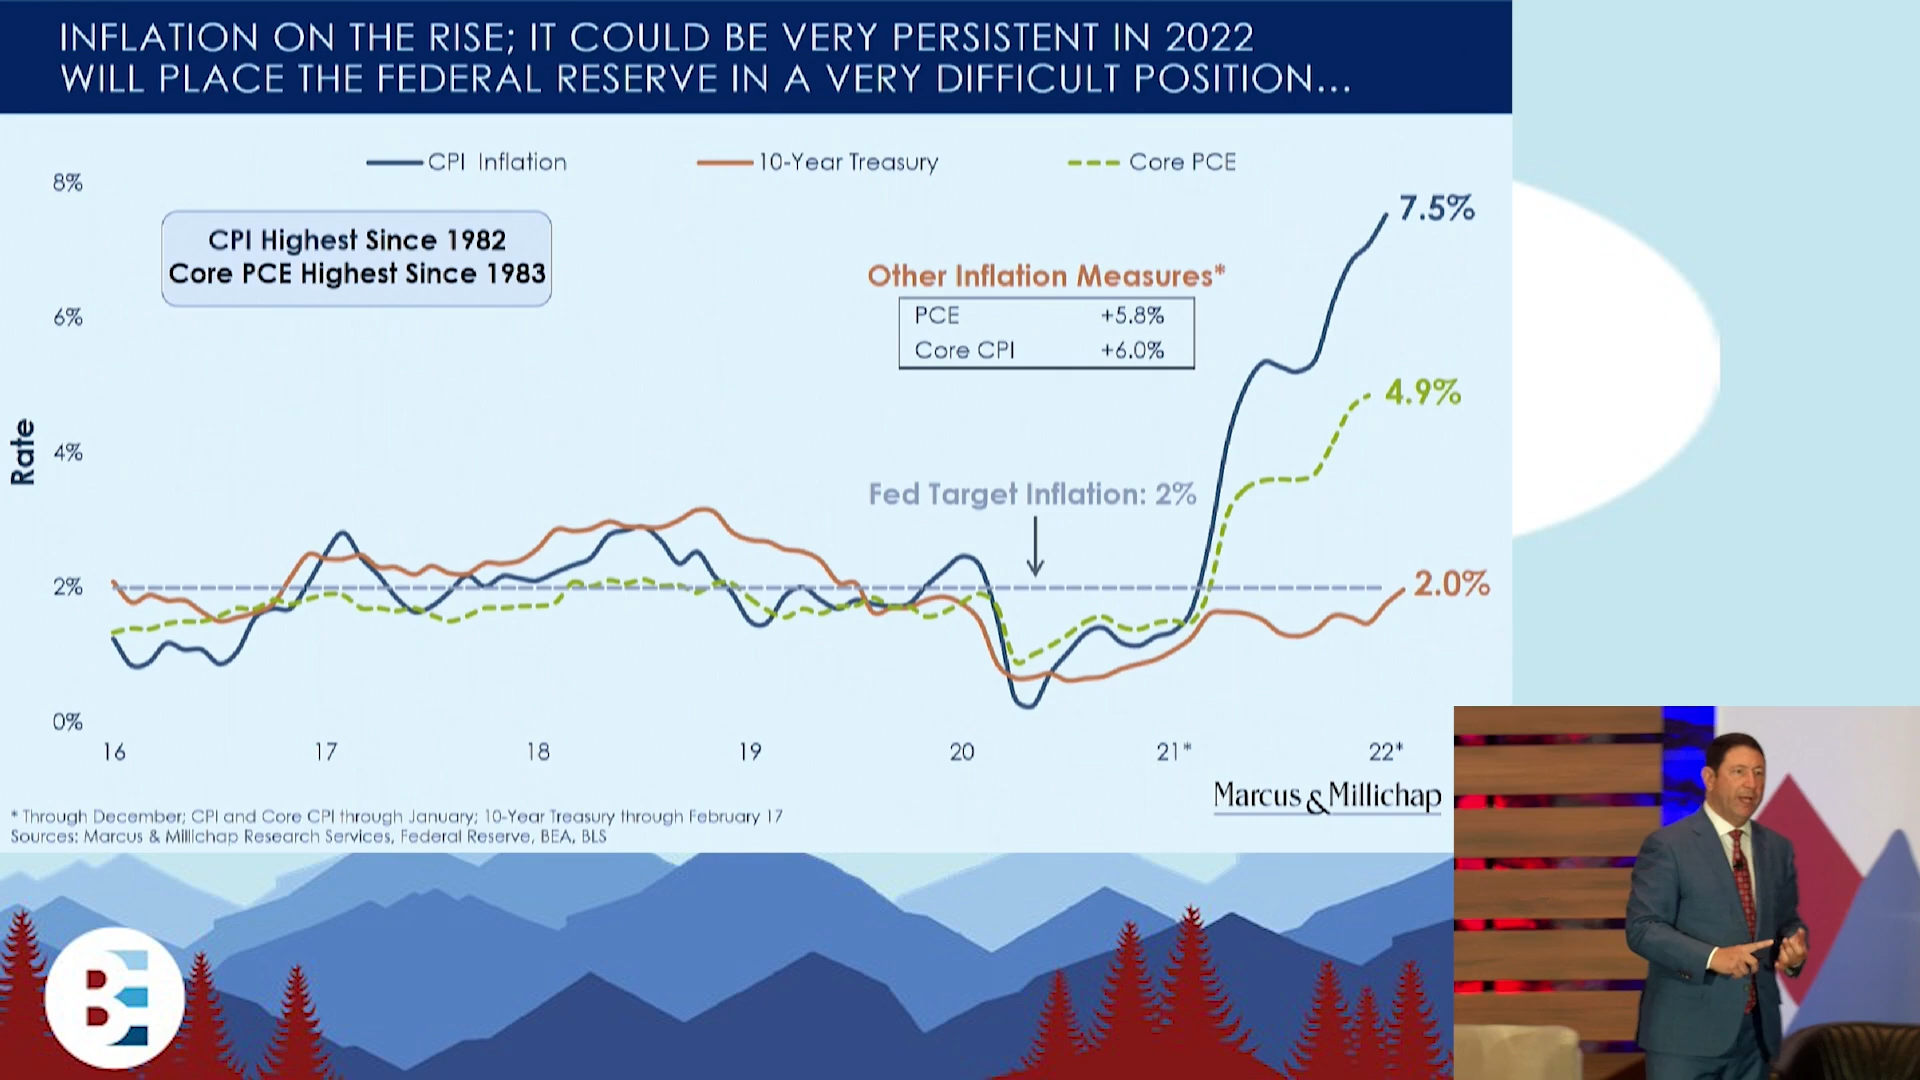 INFLATION ON THE RISE; IT COULD BE VERY PERSISTENT IN 2022
WILL PLACE THE FEDERAL RESERVE IN A VERY DIFFICULT POSITION...
CPI Inflation
10-Year Treasury
Core PCE
8%
6%
4%
2%
0%
Rate
CPI Highest Since 1982
Core PCE Highest Since 1983
Other Inflation Measures*
PCE +5.8%
Core CPI +6.0%
Fed Target Inflation: 2%
7.5%
4.9%
2.0%
16 17 18 19 20 21* 22*
Marcus & Millichap
* Through December; CPI and Core CPI through January; 10-Year Treasury through February 17
Sources: Marcus & Millichap Research Services, Federal Reserve, BEA, BLS
BE